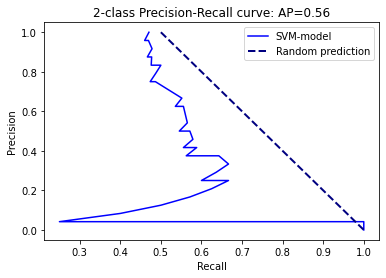 2-class Precision-Recall curve: AP=0.56
SVM-model
Random prediction
Precision
1.0
0.8
0.6
0.4
0.2
0.0
0.3 0.4 0.5 0.6 0.7 0.8 0.9 1.0
Recall